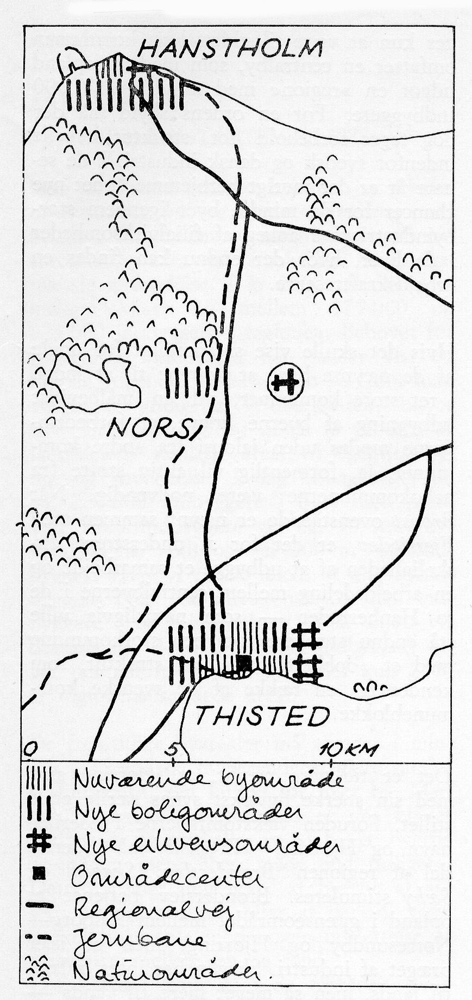 HANSTHOLM
NORS
THISTED
0 5 10 KM
Nuværende byområde
Nye boligområder
Nye erhvervsområder
Områdecenter
Regionalvej
Jernbane
Naturområder.